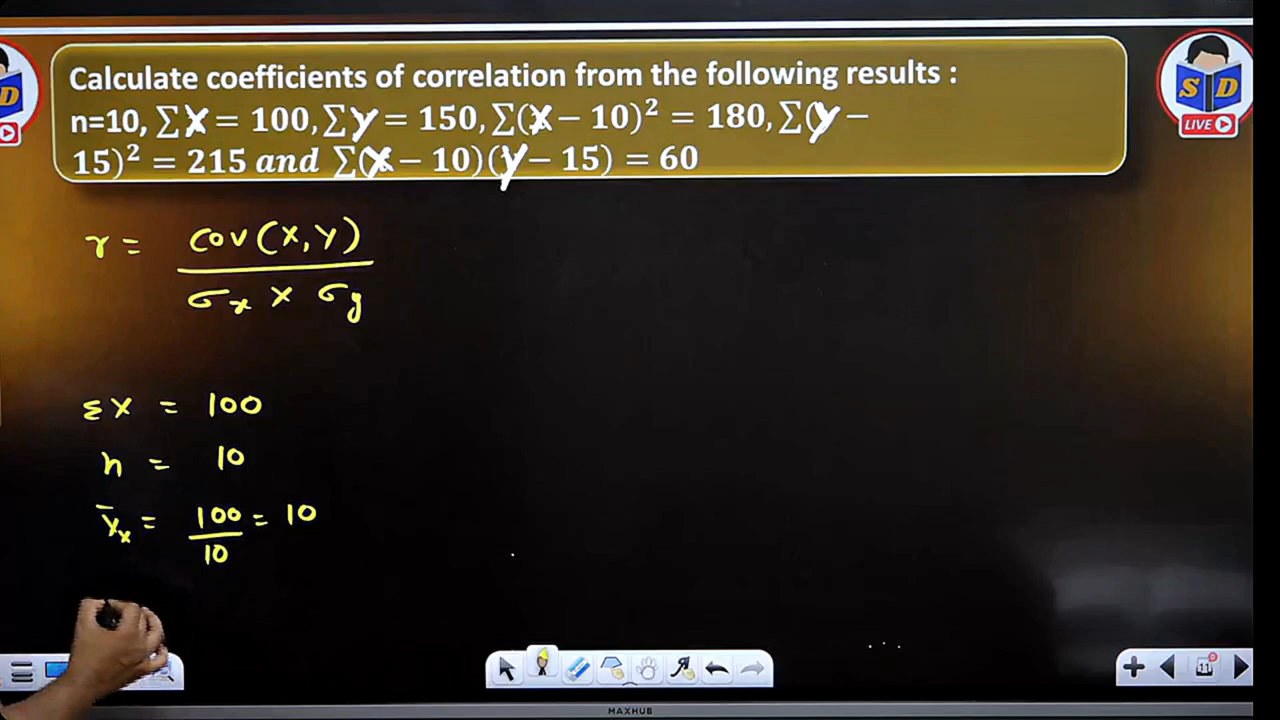 Calculate coefficients of correlation from the following results :
n=10, ∑x = 100, ∑y = 150, ∑(x − 10)² = 180, ∑(y −
15)² = 215 and ∑(x − 10)(y − 15) = 60
S D
LIVE
D
r = cov(x, y)
σx × σy
Σx = 100
n = 10
X̄x = 100 = 10
10
11
MAXHUB